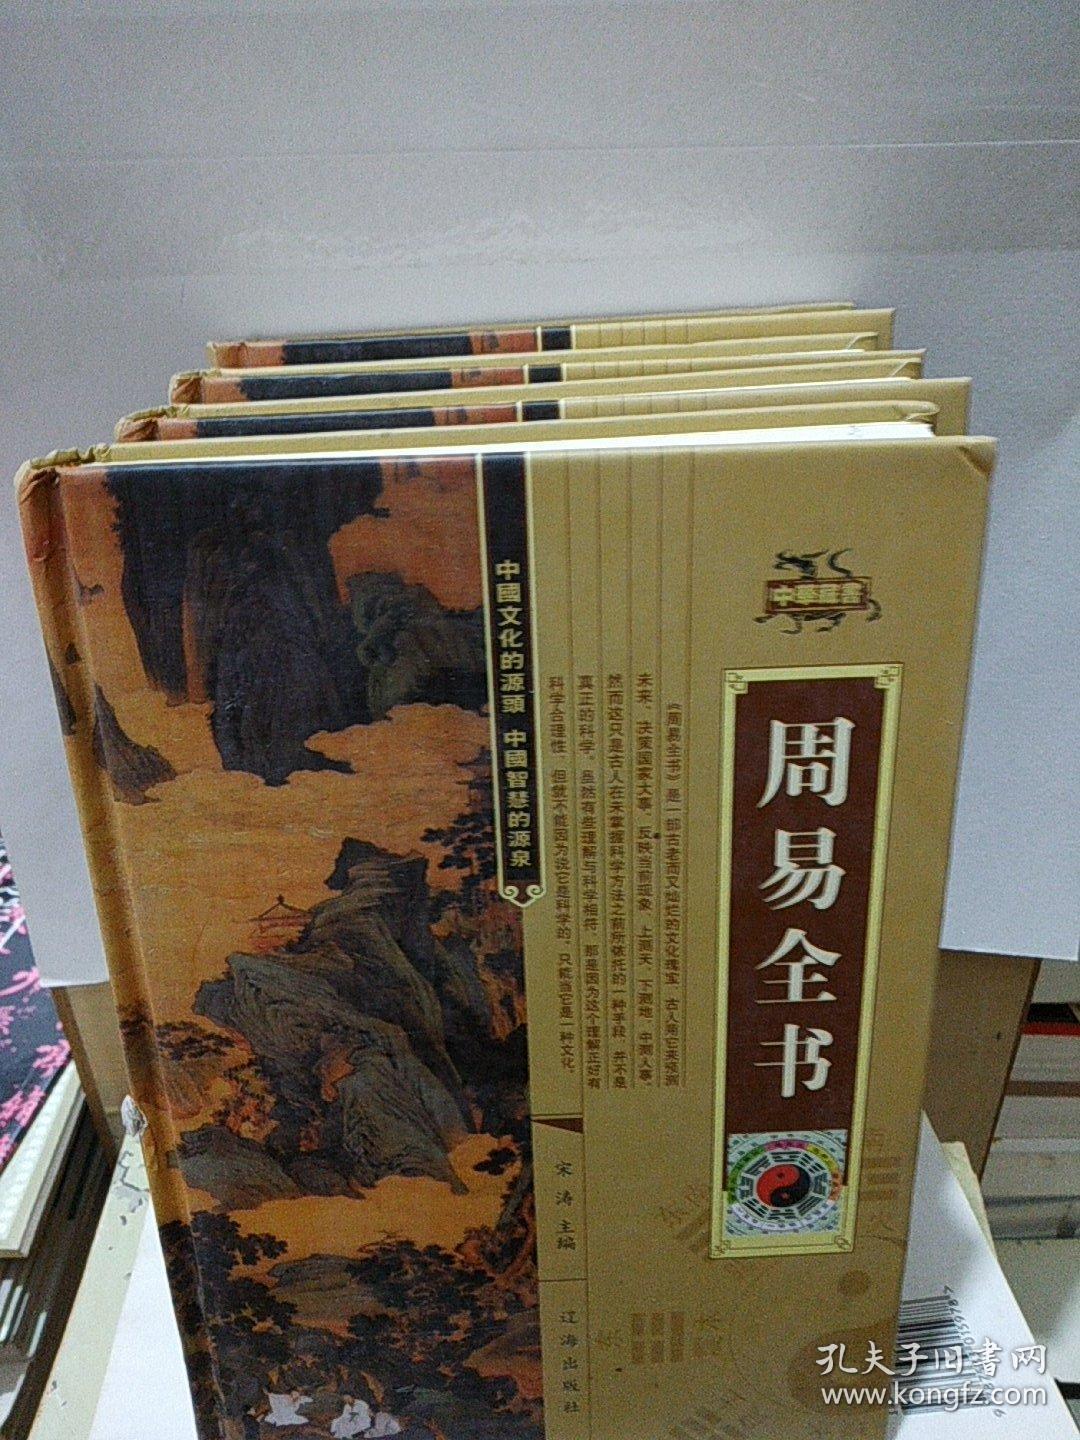 中華藏書
周易全书
《周易全书》是一部古老而又灿烂的文化瑰宝，古人用它来预测
未来、决策国家大事、反映当前现象，上测天，下测地，中测人事。
然而这只是古人在未掌握科学方法之前所依托的一种手段，并不是
真正的科学。虽然有些理解与科学相符，那是因为这个理解正好有
科学合理性，但就不能因为说它是科学的，只能当它是一种文化。
中國文化的源頭 中國智慧的源泉
宋涛 主编
辽海出版社
孔夫子旧书网
www.kongfz.com